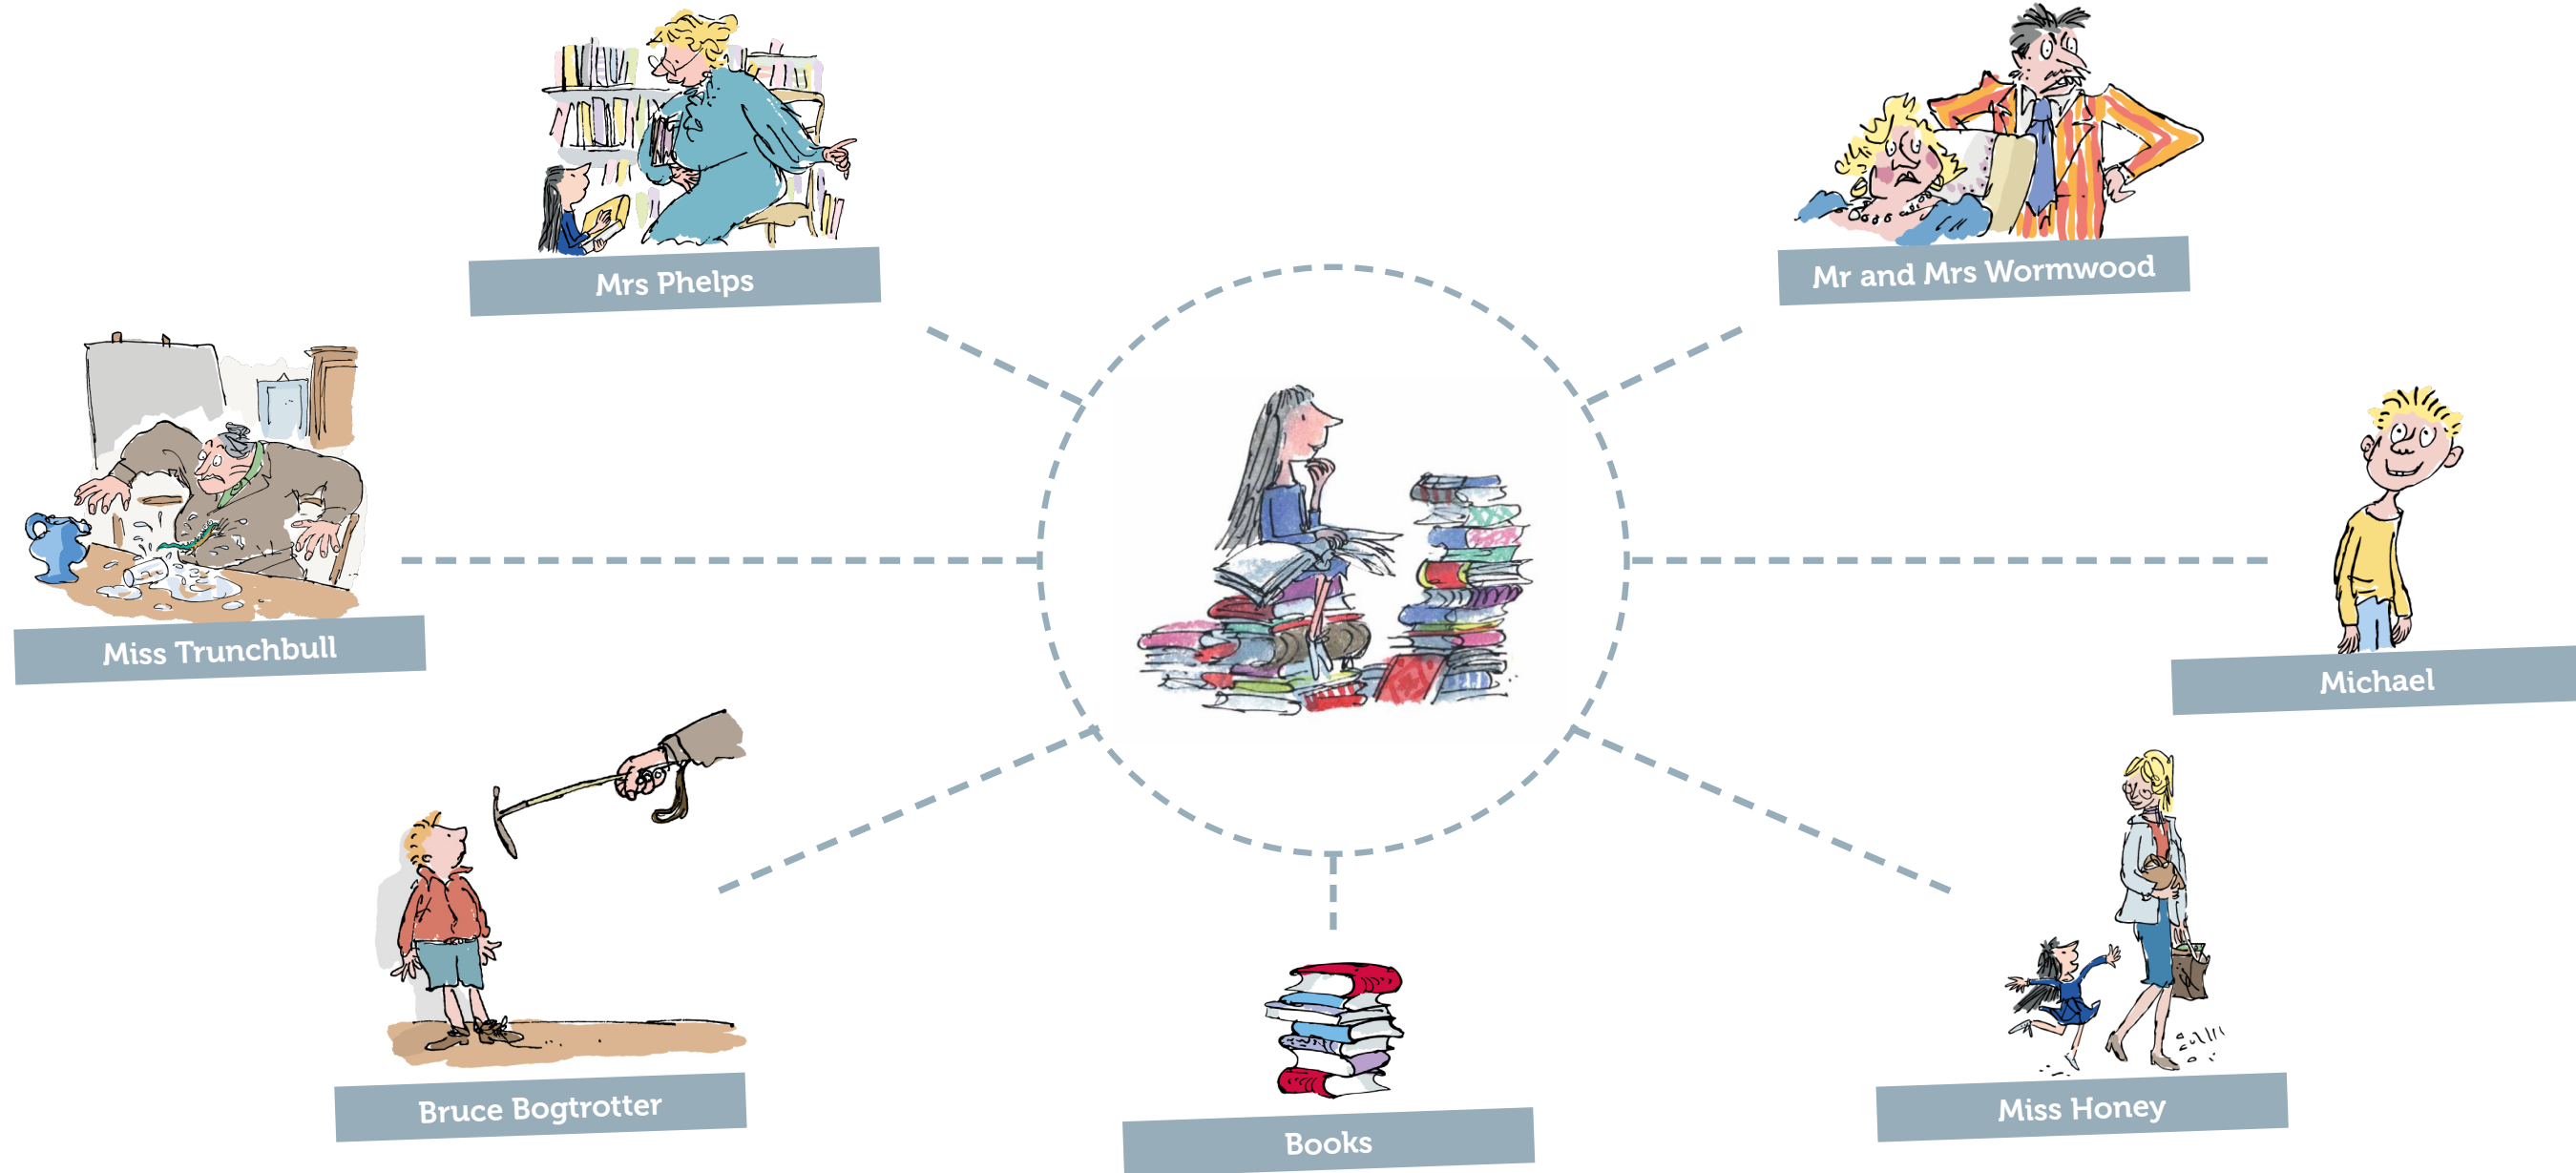 Mrs Phelps
Mr and Mrs Wormwood
Miss Trunchbull
Michael
Bruce Bogtrotter
Books
Miss Honey